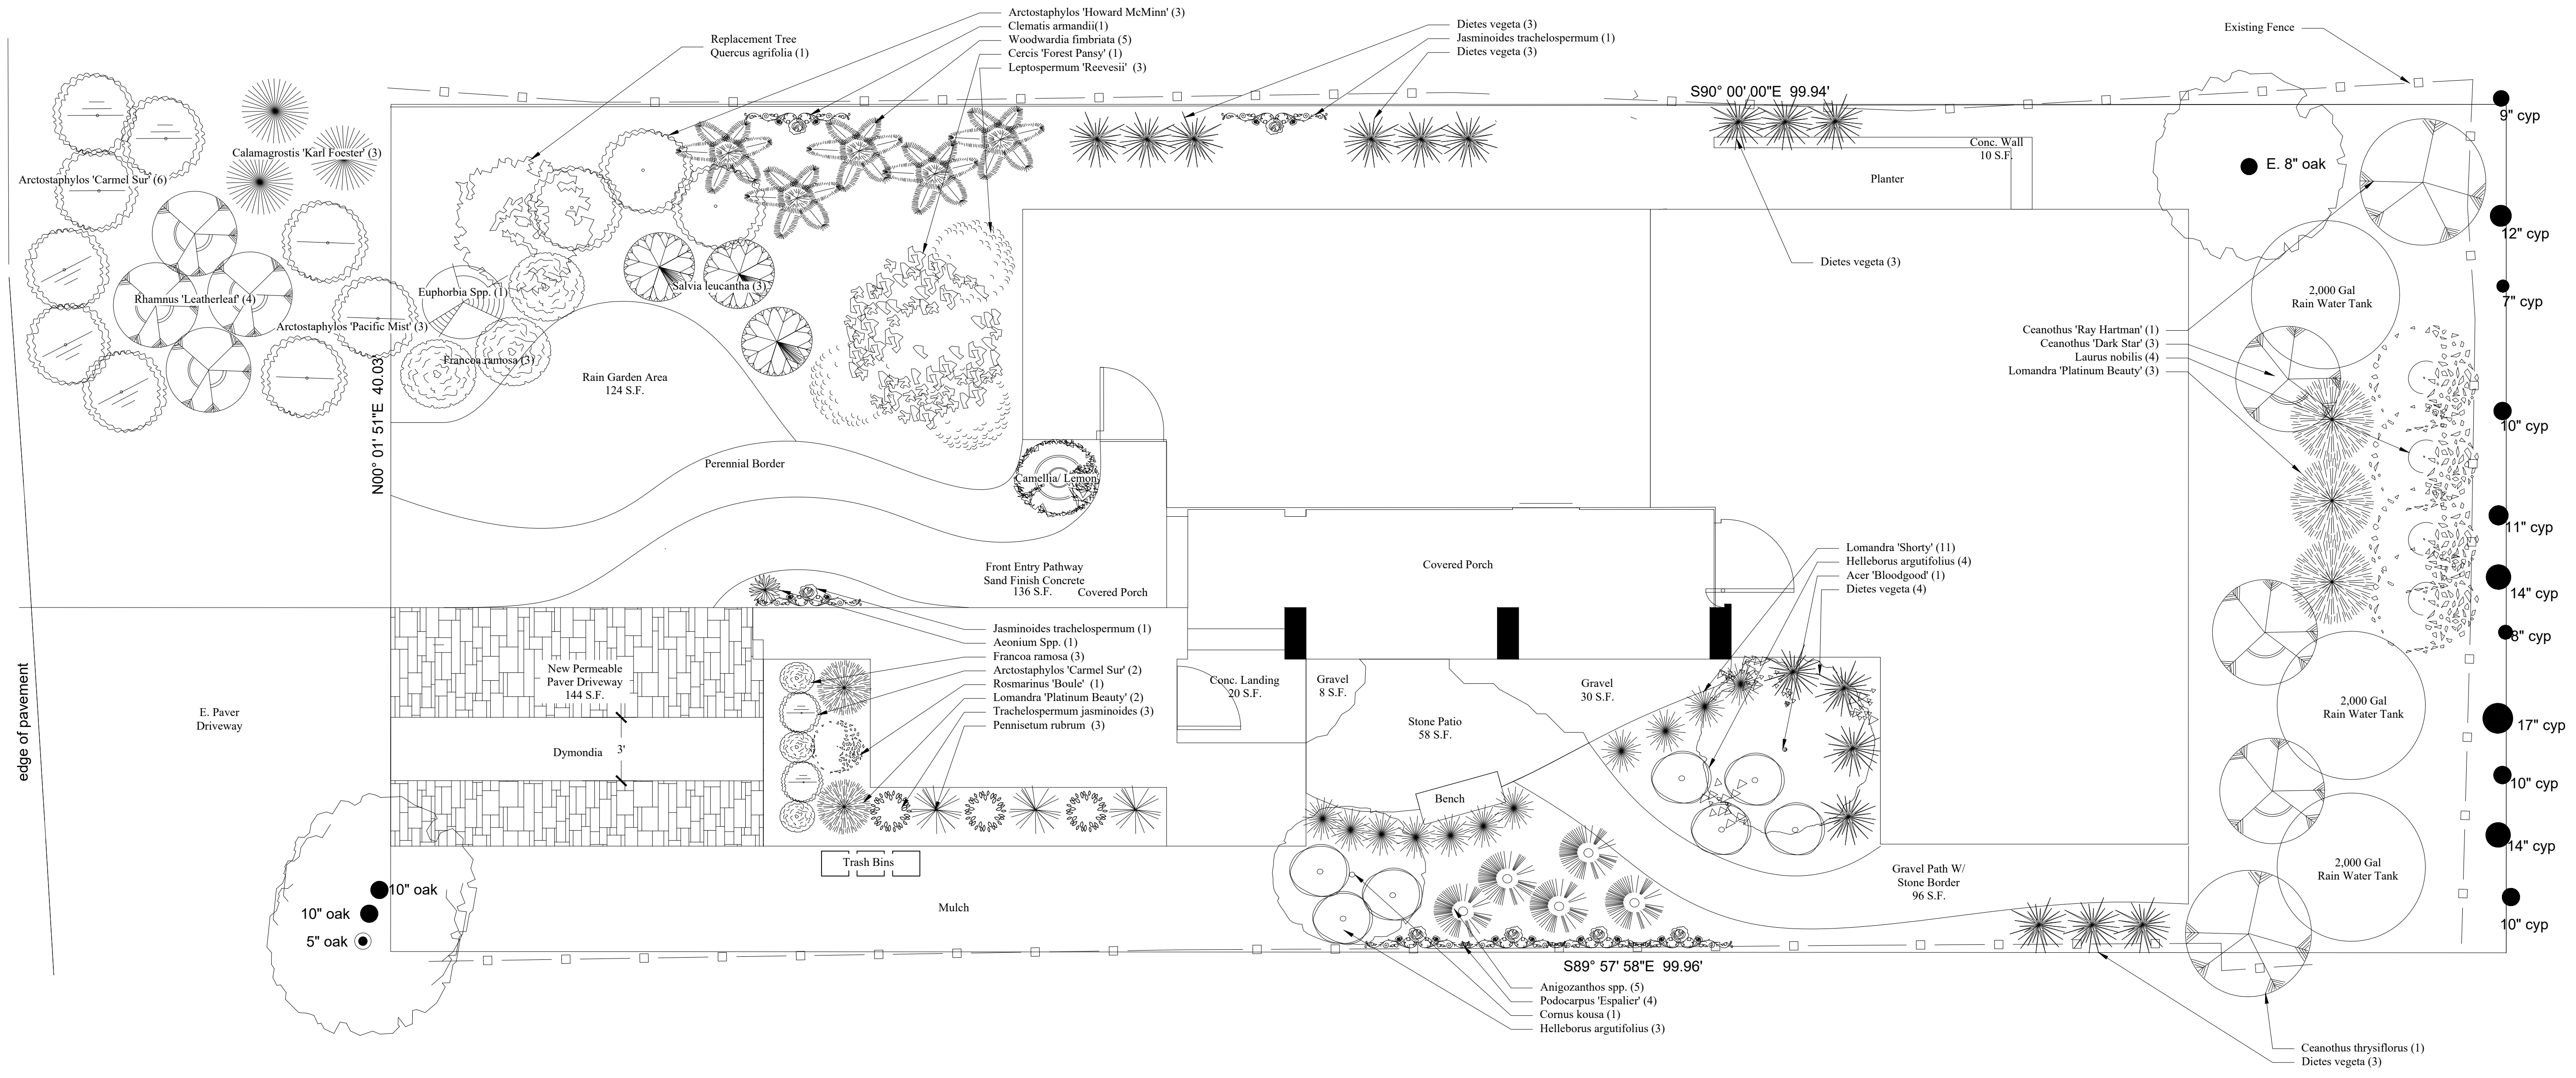 Arctostaphylos 'Howard McMinn' (3)
Clematis armandii(1)
Woodwardia fimbriata (5)
Cercis 'Forest Pansy' (1)
Leptospermum 'Reevesii' (3)
Replacement Tree
Quercus agrifolia (1)
Dietes vegeta (3)
Jasminoides trachelospermum (1)
Dietes vegeta (3)
Existing Fence
S90° 00' 00"E 99.94'
9" cyp
Conc. Wall
10 S.F.
Planter
E. 8" oak
12" cyp
Calamagrostis 'Karl Foester' (3)
Arctostaphylos 'Carmel Sur' (6)
Dietes vegeta (3)
7" cyp
2,000 Gal
Rain Water Tank
Rhamnus 'Leatherleaf' (4)
Euphorbia Spp. (1)
Salvia leucantha (3)
Arctostaphylos 'Pacific Mist' (3)
Francoa ramosa (3)
N00° 01' 51"E 40.03'
Rain Garden Area
124 S.F.
Ceanothus 'Ray Hartman' (1)
Ceanothus 'Dark Star' (3)
Laurus nobilis (4)
Lomandra 'Platinum Beauty' (3)
10" cyp
Perennial Border
Camellia/ Lemon
11" cyp
Front Entry Pathway
Sand Finish Concrete
136 S.F.
Covered Porch
Covered Porch
Lomandra 'Shorty' (11)
Helleborus argutifolius (4)
Acer 'Bloodgood' (1)
Dietes vegeta (4)
14" cyp
8" cyp
Jasminoides trachelospermum (1)
Aeonium Spp. (1)
Francoa ramosa (3)
Arctostaphylos 'Carmel Sur' (2)
Rosmarinus 'Boule' (1)
Lomandra 'Platinum Beauty' (2)
Trachelospermum jasminoides (3)
Pennisetum rubrum (3)
New Permeable
Paver Driveway
144 S.F.
edge of pavement
E. Paver
Driveway
Dymondia
3'
Conc. Landing
20 S.F.
Gravel
8 S.F.
Gravel
30 S.F.
Stone Patio
58 S.F.
Bench
2,000 Gal
Rain Water Tank
17" cyp
10" cyp
14" cyp
Trash Bins
Mulch
10" oak
10" oak
5" oak
Gravel Path W/
Stone Border
96 S.F.
2,000 Gal
Rain Water Tank
10" cyp
S89° 57' 58"E 99.96'
Anigozanthos spp. (5)
Podocarpus 'Espalier' (4)
Cornus kousa (1)
Helleborus argutifolius (3)
Ceanothus thrysiflorus (1)
Dietes vegeta (3)